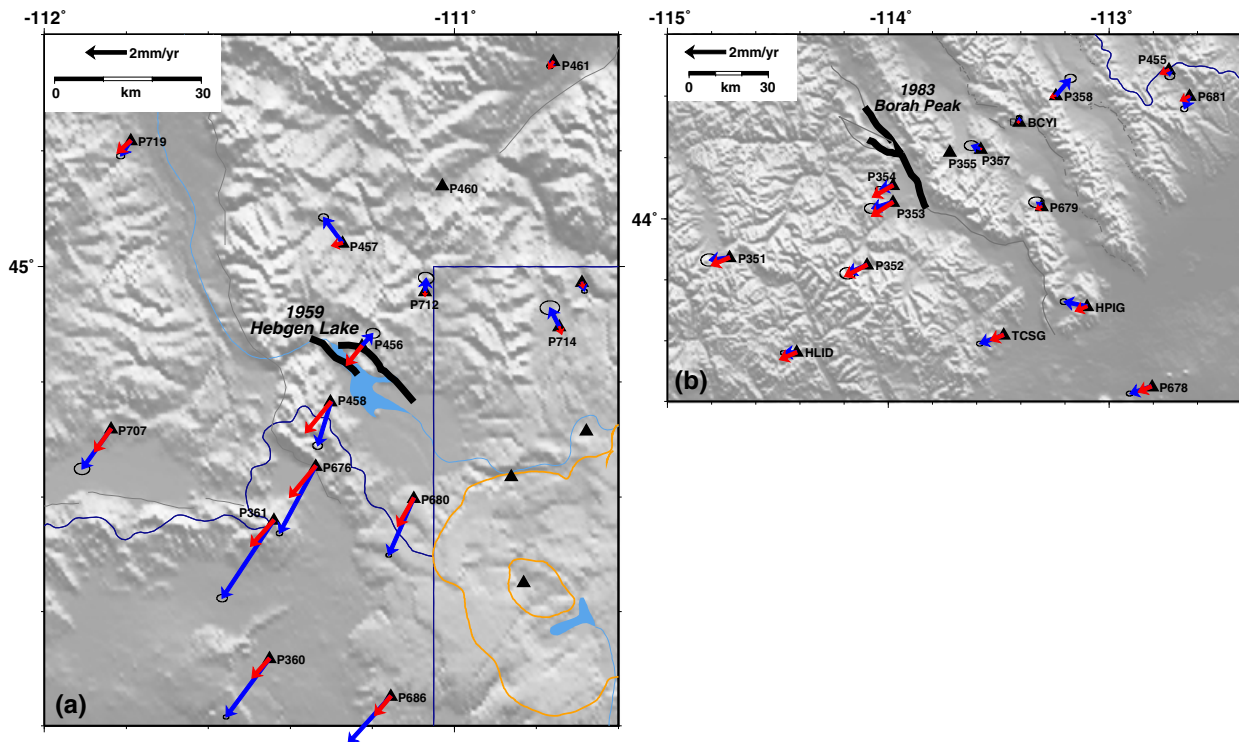 -112°
-111°
2mm/yr
0
km
30
P461
P719
P460
P457
45°
P712
P714
1959
Hebgen Lake
P456
P458
P707
P676
P680
P361
P360
P686
(a)
-115°
-114°
-113°
2mm/yr
0
km
30
P455
P681
P358
1983
Borah Peak
BCYI
P355
P357
P354
P353
44°
P679
P351
P352
HPIG
TCSG
HLID
P678
(b)